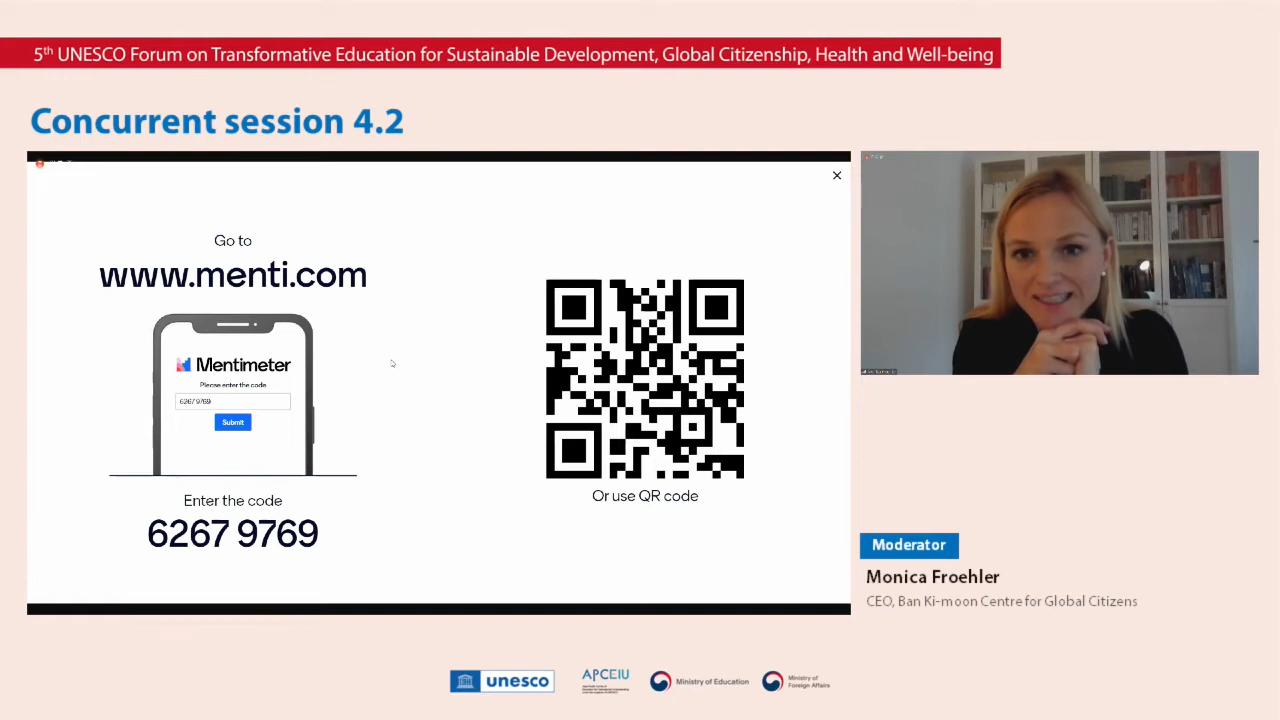 5th UNESCO Forum on Transformative Education for Sustainable Development, Global Citizenship, Health and Well-being
Concurrent session 4.2
Go to
www.menti.com
Mentimeter
Please enter the code
6267 9769
Submit
Enter the code
6267 9769
Or use QR code
Moderator
Monica Froehler
CEO, Ban Ki-moon Centre for Global Citizens
unesco
APCEIU
Ministry of Education
Ministry of
Foreign Affairs